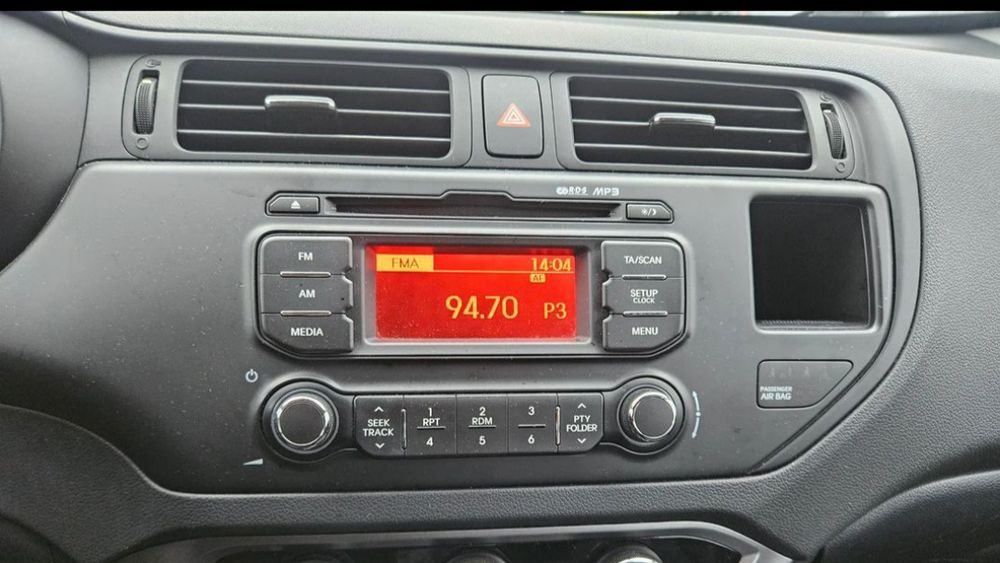 RDS MP3
FM
AM
MEDIA
FMA 14:04
AF
94.70 P3
TA/SCAN
SETUP
CLOCK
MENU
SEEK
TRACK
1
RPT
4
2
RDM
5
3
6
PTY
FOLDER
PASSENGER
AIR BAG